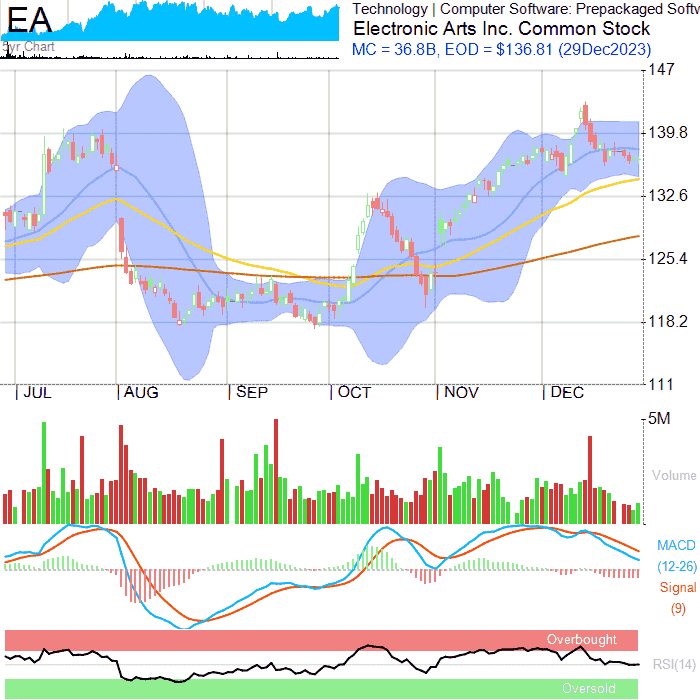 EA
5yr Chart
Technology | Computer Software: Prepackaged Softw
Electronic Arts Inc. Common Stock
MC = 36.8B, EOD = $136.81 (29Dec2023)
147
139.8
132.6
125.4
118.2
111
| JUL | AUG | SEP | OCT | NOV | DEC
5M
Volume
MACD
(12-26)
Signal
(9)
Overbought
RSI(14)
Oversold